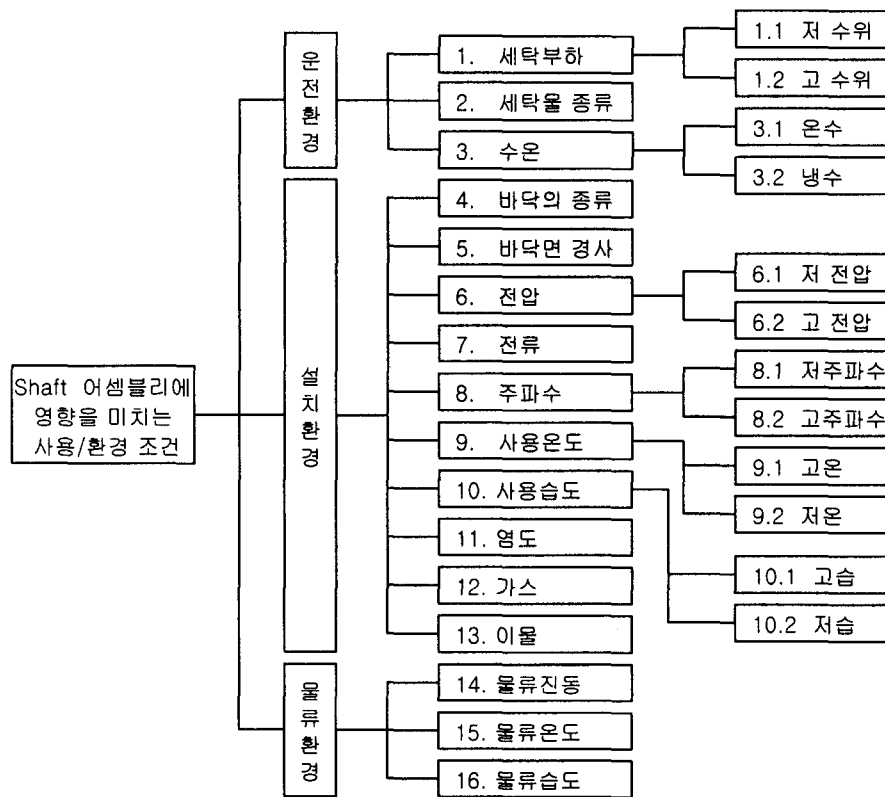 Shaft 어셈블리에
영향을 미치는
사용/환경 조건
운전환경
1. 세탁부하
1.1 저 수위
1.2 고 수위
2. 세탁물 종류
3. 수온
3.1 온수
3.2 냉수
설치환경
4. 바닥의 종류
5. 바닥면 경사
6. 전압
6.1 저 전압
6.2 고 전압
7. 전류
8. 주파수
8.1 저주파수
8.2 고주파수
9. 사용온도
9.1 고온
9.2 저온
10. 사용습도
10.1 고습
10.2 저습
11. 염도
12. 가스
13. 이물
물류환경
14. 물류진동
15. 물류온도
16. 물류습도